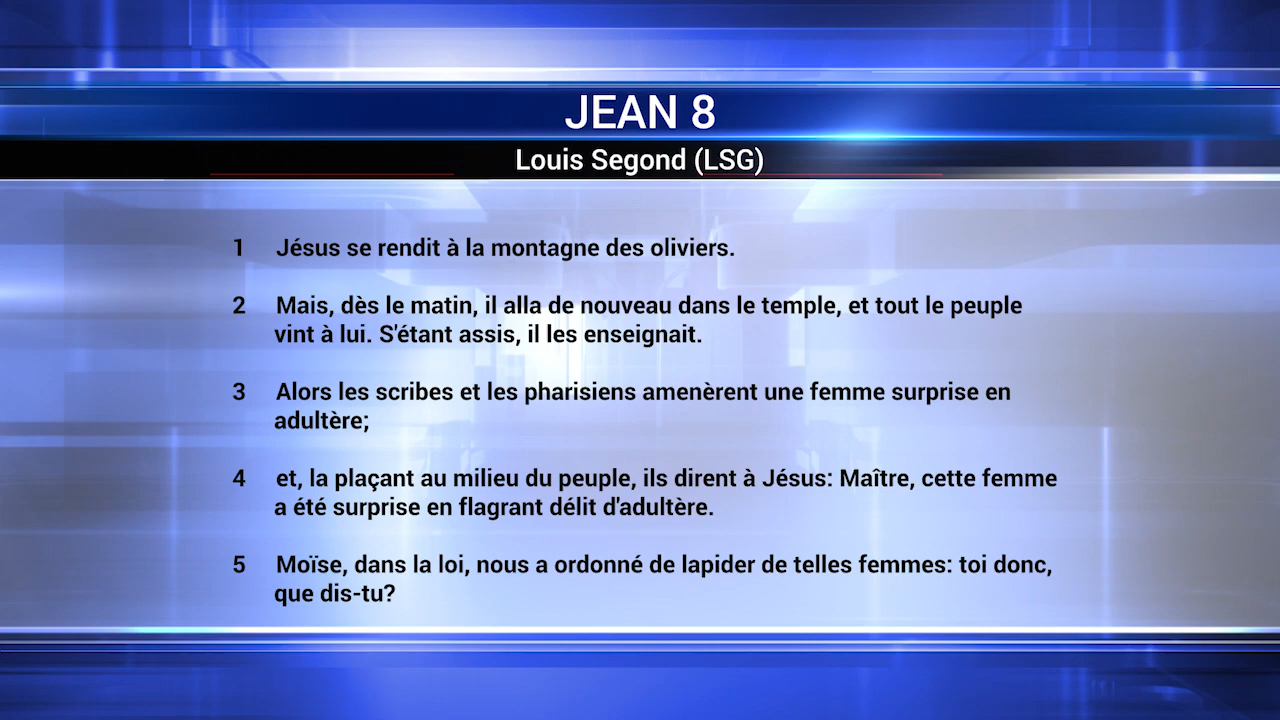 JEAN 8
Louis Segond (LSG)
1 Jésus se rendit à la montagne des oliviers.
2 Mais, dès le matin, il alla de nouveau dans le temple, et tout le peuple
vint à lui. S'étant assis, il les enseignait.
3 Alors les scribes et les pharisiens amenèrent une femme surprise en
adultère;
4 et, la plaçant au milieu du peuple, ils dirent à Jésus: Maître, cette femme
a été surprise en flagrant délit d'adultère.
5 Moïse, dans la loi, nous a ordonné de lapider de telles femmes: toi donc,
que dis-tu?